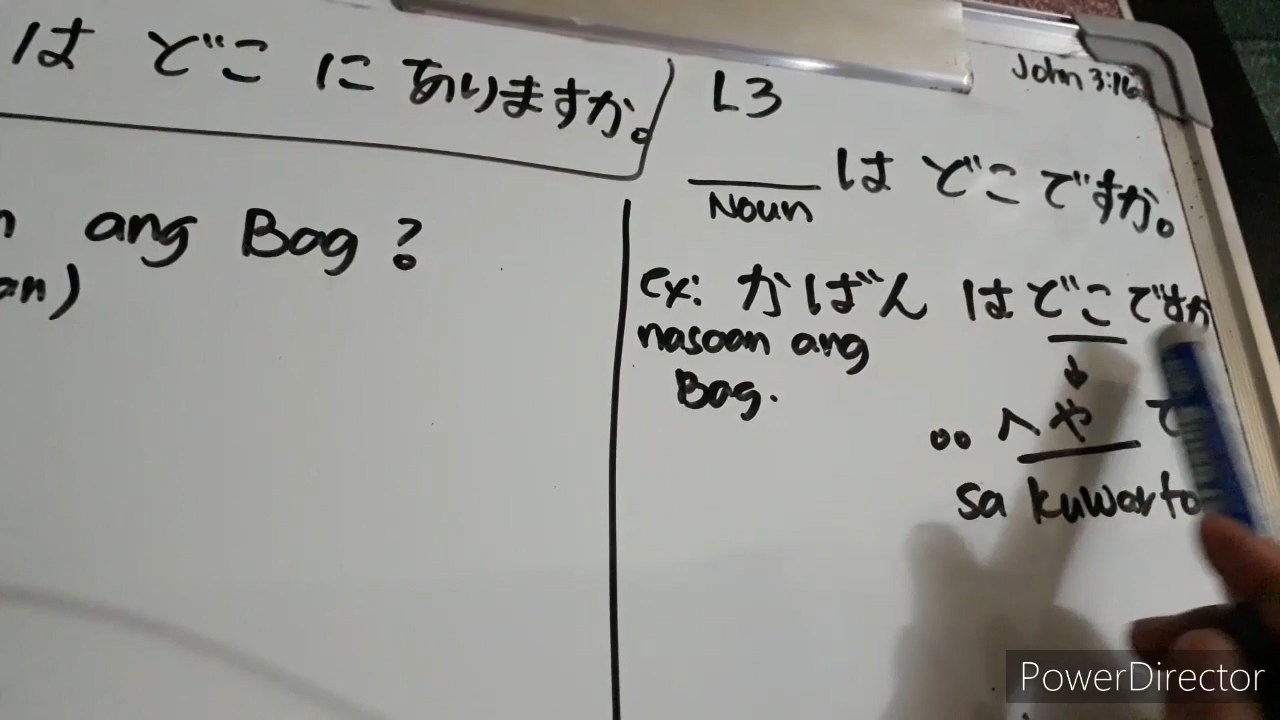 は どこ に ありますか。
ang Bag ?
L3
John 3:16
は どこですか。
Noun
ex: かばん はどこですか
nasaan ang
Bag.
へや で
sa kuwarto
PowerDirector